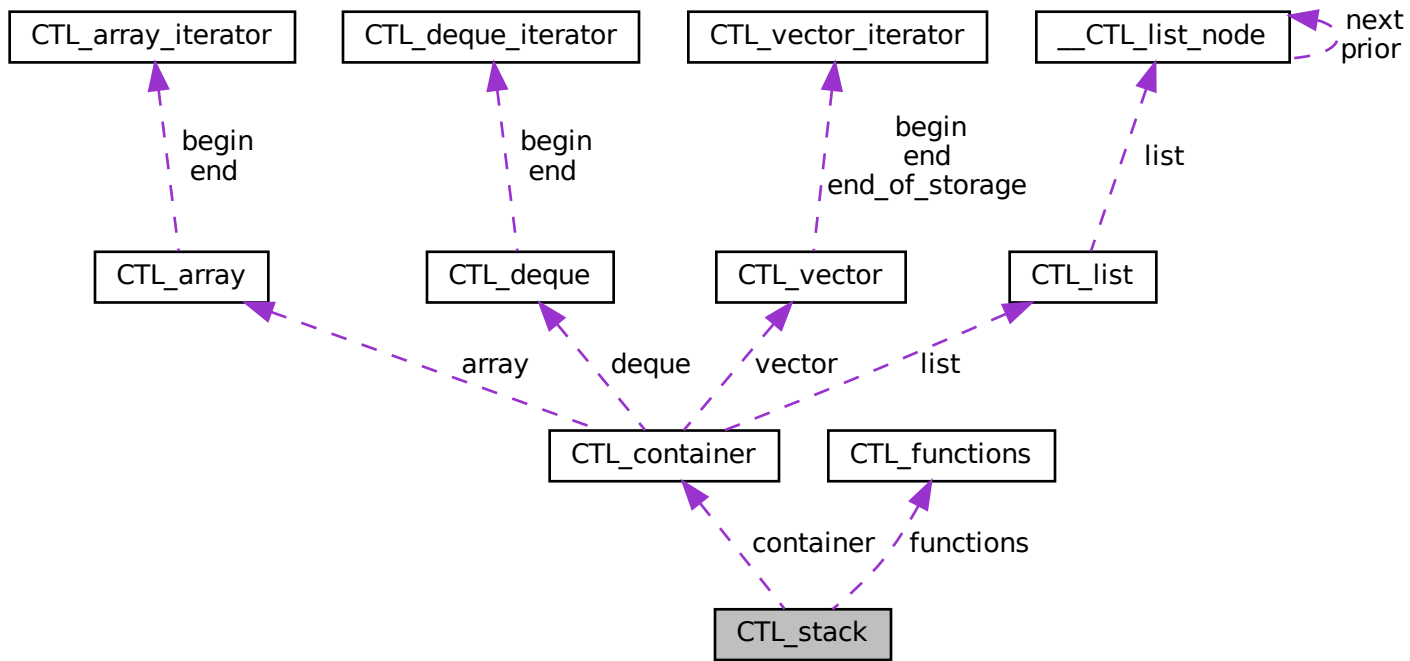 CTL_array_iterator
CTL_deque_iterator
CTL_vector_iterator
__CTL_list_node
next
prior
begin
end
begin
end
begin
end
end_of_storage
list
CTL_array
CTL_deque
CTL_vector
CTL_list
array
deque
vector
list
CTL_container
CTL_functions
container
functions
CTL_stack